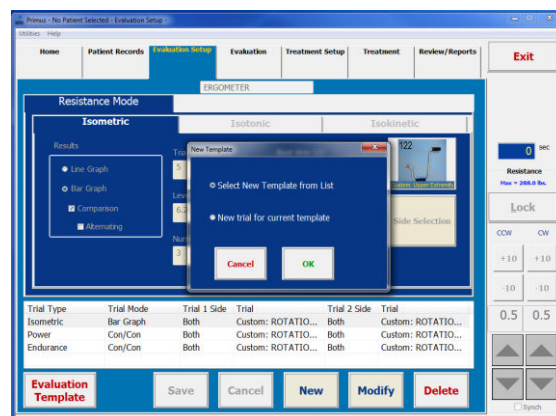 Primus - No Patient Selected - Evaluation Setup -
Utilities Help
Home Patient Records Evaluation Setup Evaluation Treatment Setup Treatment Review/Reports
Exit
ERGOMETER
Resistance Mode
Isometric Isotonic Isokinetic
Results
Line Graph
Bar Graph
Comparison
Alternating
New Template
Select New Template from List
New trial for current template
Cancel OK
5
3
122
Side Selection
0 sec
Resistance
Max = 288.0 lbs.
Lock
CCW CW
+10 +10
-10 -10
0.5 0.5
Trial Type Trial Mode Trial 1 Side Trial Trial 2 Side Trial
Isometric Bar Graph Both Custom: ROTATIO... Both Custom: ROTATIO...
Power Con/Con Both Custom: ROTATIO... Both Custom: ROTATIO...
Endurance Con/Con Both Custom: ROTATIO... Both Custom: ROTATIO...
Evaluation Template Save Cancel New Modify Delete
Synch